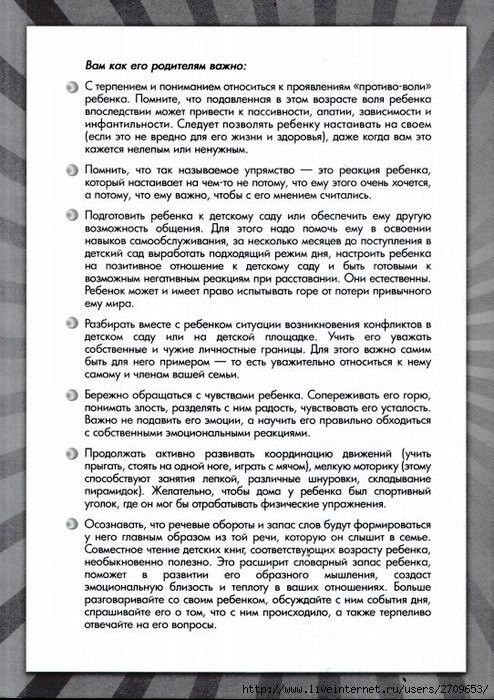 Вам как его родителям важно:
С терпением и пониманием относиться к проявлениям «противо-воли»
ребенка. Помните, что подавленная в этом возрасте воля ребенка
впоследствии может привести к пассивности, апатии, зависимости и
инфантильности. Следует позволять ребенку настаивать на своем
(если это не вредно для его жизни и здоровья), даже когда вам это
кажется нелепым или ненужным.
Помнить, что так называемое упрямство — это реакция ребенка,
который настаивает на чем-то не потому, что ему этого очень хочется,
а потому, что ему важно, чтобы с его мнением считались.
Подготовить ребенка к детскому саду или обеспечить ему другую
возможность общения. Для этого надо помочь ему в освоении
навыков самообслуживания, за несколько месяцев до поступления в
детский сад выработать подходящий режим дня, настроить ребенка
на позитивное отношение к детскому саду и быть готовыми к
возможным негативным реакциям при расставании. Они естественны.
Ребенок может и имеет право испытывать горе от потери привычного
ему мира.
Разбирать вместе с ребенком ситуации возникновения конфликтов в
детском саду или на детской площадке. Учить его уважать
собственные и чужие личностные границы. Для этого важно самим
быть для него примером — то есть уважительно относиться к нему
самому и членам вашей семьи.
Бережно обращаться с чувствами ребенка. Сопереживать его горю,
понимать злость, разделять с ним радость, чувствовать его усталость.
Важно не подавить его эмоции, а научить его правильно обходиться
с собственными эмоциональными реакциями.
Продолжать активно развивать координацию движений (учить
прыгать, стоять на одной ноге, играть с мячом), мелкую моторику (этому
способствуют занятия лепкой, различные шнуровки, складывание
пирамидок). Желательно, чтобы дома у ребенка был спортивный
уголок, где он мог бы отрабатывать физические упражнения.
Осознавать, что речевые обороты и запас слов будут формироваться
у него главным образом из той речи, которую он слышит в семье.
Совместное чтение детских книг, соответствующих возрасту ребенка,
необыкновенно полезно. Это расширит словарный запас ребенка,
поможет в развитии его образного мышления, создаст
эмоциональную близость и теплоту в ваших отношениях. Больше
разговаривайте со своим ребенком, обсуждайте с ним события дня,
спрашивайте его о том, что с ним происходило, а также терпеливо
отвечайте на его вопросы.
http://www.liveinternet.ru/users/2709653/